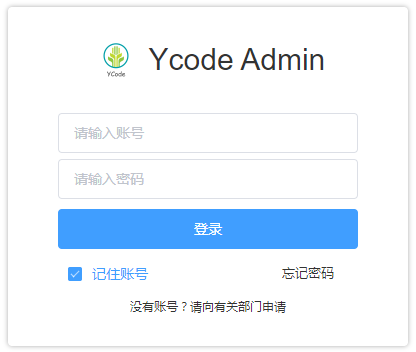 YCode
Ycode Admin
请输入账号
请输入密码
登录
记住账号 忘记密码
没有账号？请向有关部门申请